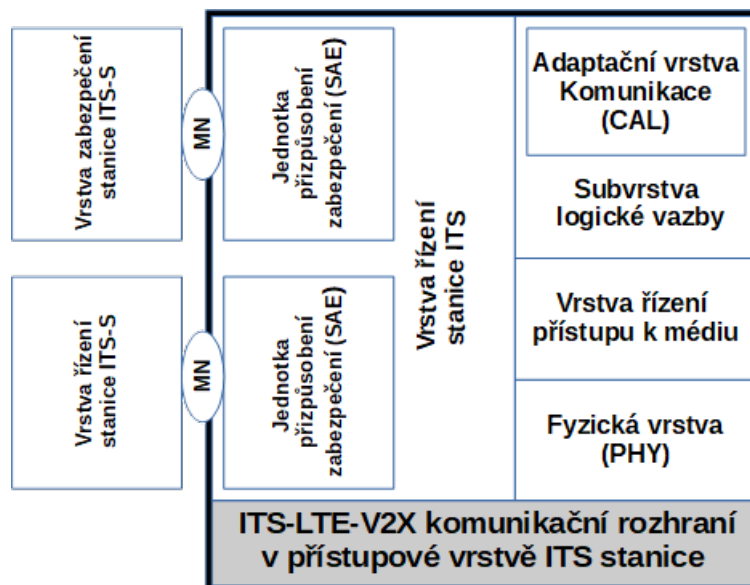 Vrstva zabezpečení
stanice ITS-S
MN
Jednotka
přizpůsobení
zabezpečení (SAE)
Vrstva řízení
stanice ITS-S
MN
Jednotka
přizpůsobení
zabezpečení (SAE)
Vrstva řízení
stanice ITS
Adaptační vrstva
Komunikace
(CAL)
Subvrstva
logické vazby
Vrstva řízení
přístupu k médiu
Fyzická vrstva
(PHY)
ITS-LTE-V2X komunikační rozhraní
v přístupové vrstvě ITS stanice